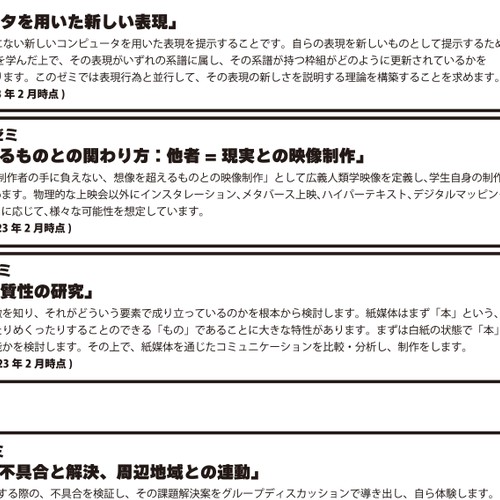 タを用いた新しい表現」
にない新しいコンピュータを用いた表現を提示することです。自らの表現を新しいものとして提示するため
を学んだ上で、その表現がいずれの系譜に属し、その系譜が持つ枠組がどのように更新されているかを
ります。このゼミでは表現行為と並行して、その表現の新しさを説明する理論を構築することを求めます。
3 年 2 月時点 )
ゼミ
るものとの関わり方：他者 = 現実との映像制作」
制作者の手に負えない、想像を超えるものとの映像制作」として広義人類学映像を定義し、学生自身の制作
います。物理的な上映会以外にインスタレーション、メタバース上映、ハイパーテキスト、デジタルマッピン
に応じて、様々な可能性を想定しています。
23 年 2 月時点 )
ミ
質性の研究」
徴を知り、それがどういう要素で成り立っているのかを根本から検討します。紙媒体はまず「本」という、
たりめくったりすることのできる「もの」であることに大きな特性があります。まずは白紙の状態で「本」
能かを検討します。その上で、紙媒体を通じたコミュニケーションを比較・分析し、制作をします。
23 年 2 月時点 )
ミ
不具合と解決、周辺地域との連動」
する際の、不具合を検証し、その課題解決案をグループディスカッションで導き出し、自ら体験します。